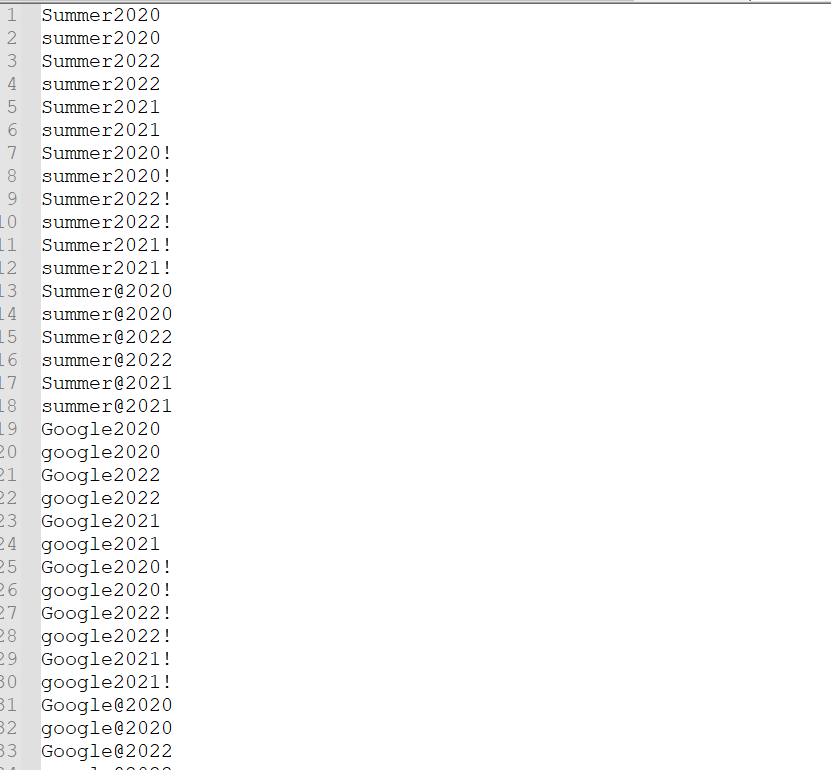 1 Summer2020
2 summer2020
3 Summer2022
4 summer2022
5 Summer2021
6 summer2021
7 Summer2020!
8 summer2020!
9 Summer2022!
10 summer2022!
11 Summer2021!
12 summer2021!
13 Summer@2020
14 summer@2020
15 Summer@2022
16 summer@2022
17 Summer@2021
18 summer@2021
19 Google2020
20 google2020
21 Google2022
22 google2022
23 Google2021
24 google2021
25 Google2020!
26 google2020!
27 Google2022!
28 google2022!
29 Google2021!
30 google2021!
31 Google@2020
32 google@2020
33 Google@2022